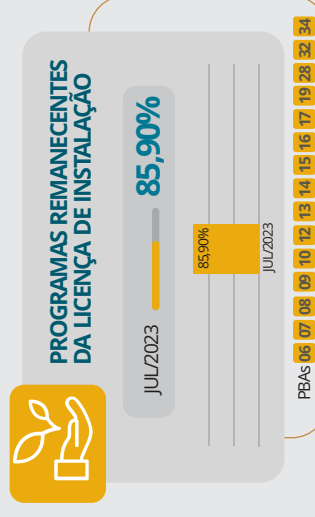 PROGRAMAS REMANECENTES
DA LICENÇA DE INSTALAÇÃO
JUL/2023 85,90%
85,90%
JUL/2023
PBAs 06 07 08 09 10 12 13 14 15 16 17 19 28 32 34